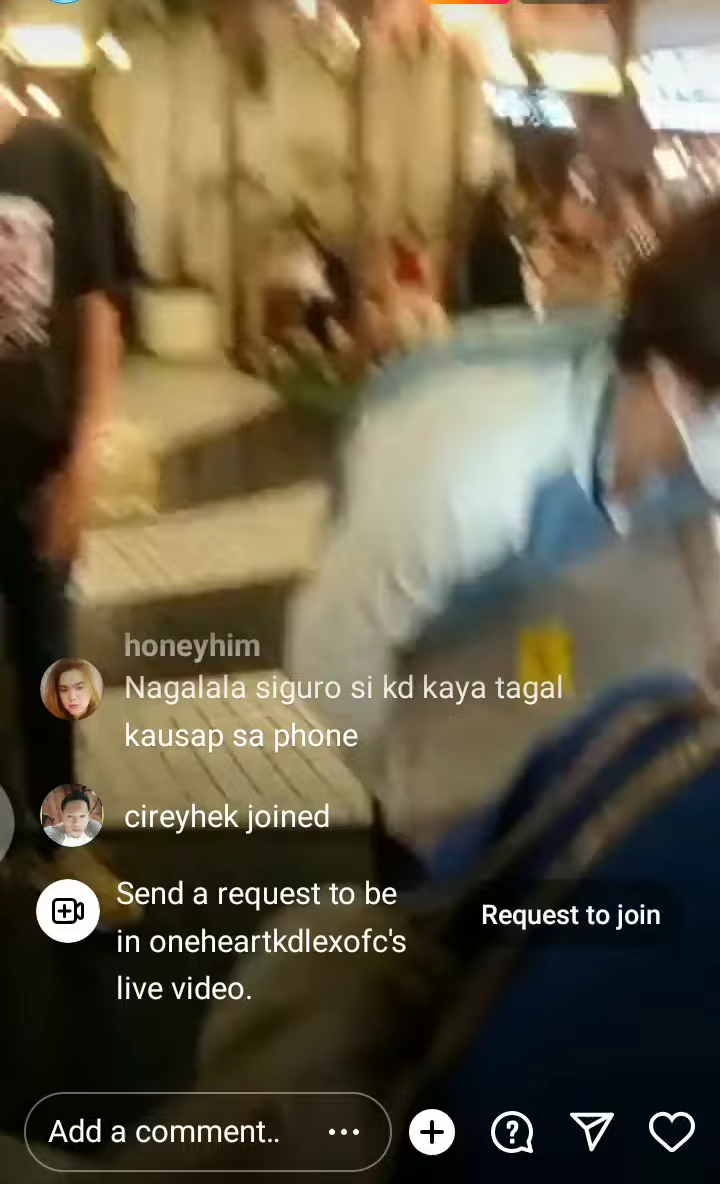 honeyhim
Nagalala siguro si kd kaya tagal
kausap sa phone
cireyhek joined
Send a request to be
in oneheartkdlexofc's
live video.
Request to join
Add a comment..